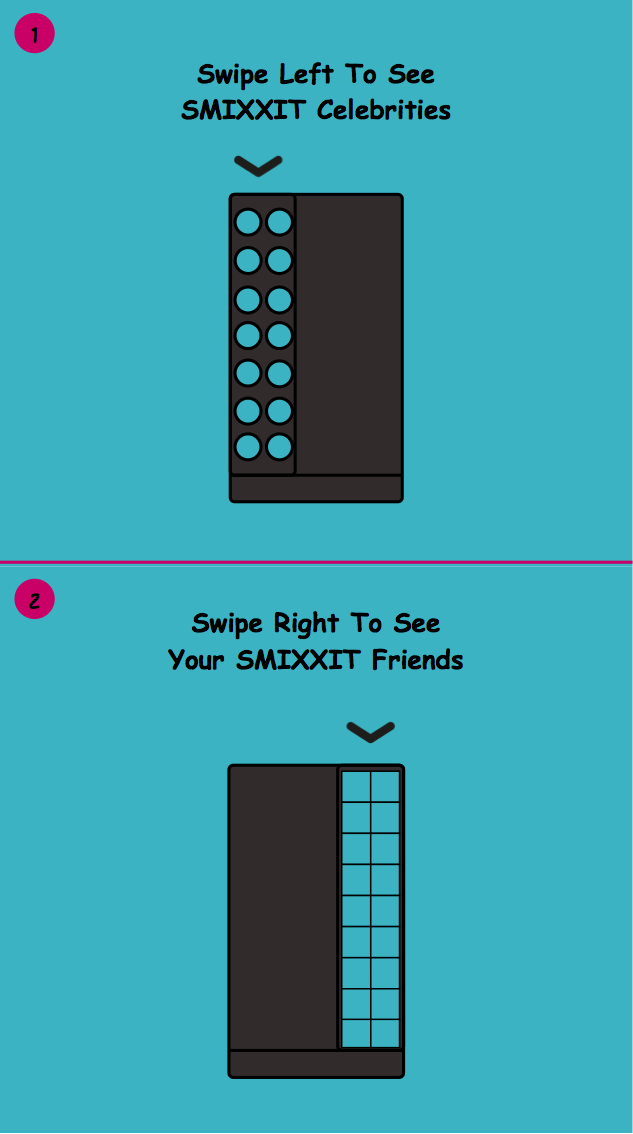 1
Swipe Left To See
SMIXXIT Celebrities
2
Swipe Right To See
Your SMIXXIT Friends